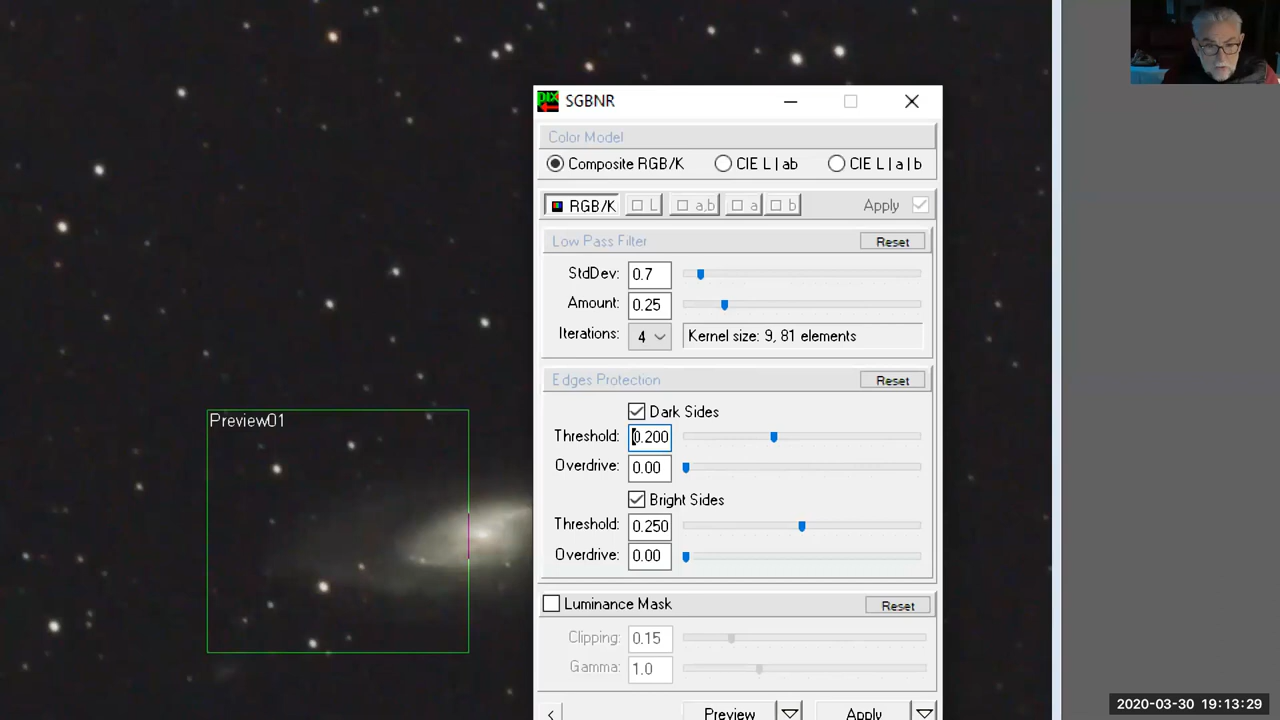 SGBNR
Color Model
Composite RGB/K CIE L | ab CIE L | a | b
RGB/K L a,b a b Apply
Low Pass Filter Reset
StdDev: 0.7
Amount: 0.25
Iterations: 4 Kernel size: 9, 81 elements
Edges Protection Reset
Dark Sides
Preview01
Threshold: 0.200
Overdrive: 0.00
Bright Sides
Threshold: 0.250
Overdrive: 0.00
Luminance Mask Reset
Clipping: 0.15
Gamma: 1.0
Preview Apply
2020-03-30 19:13:29